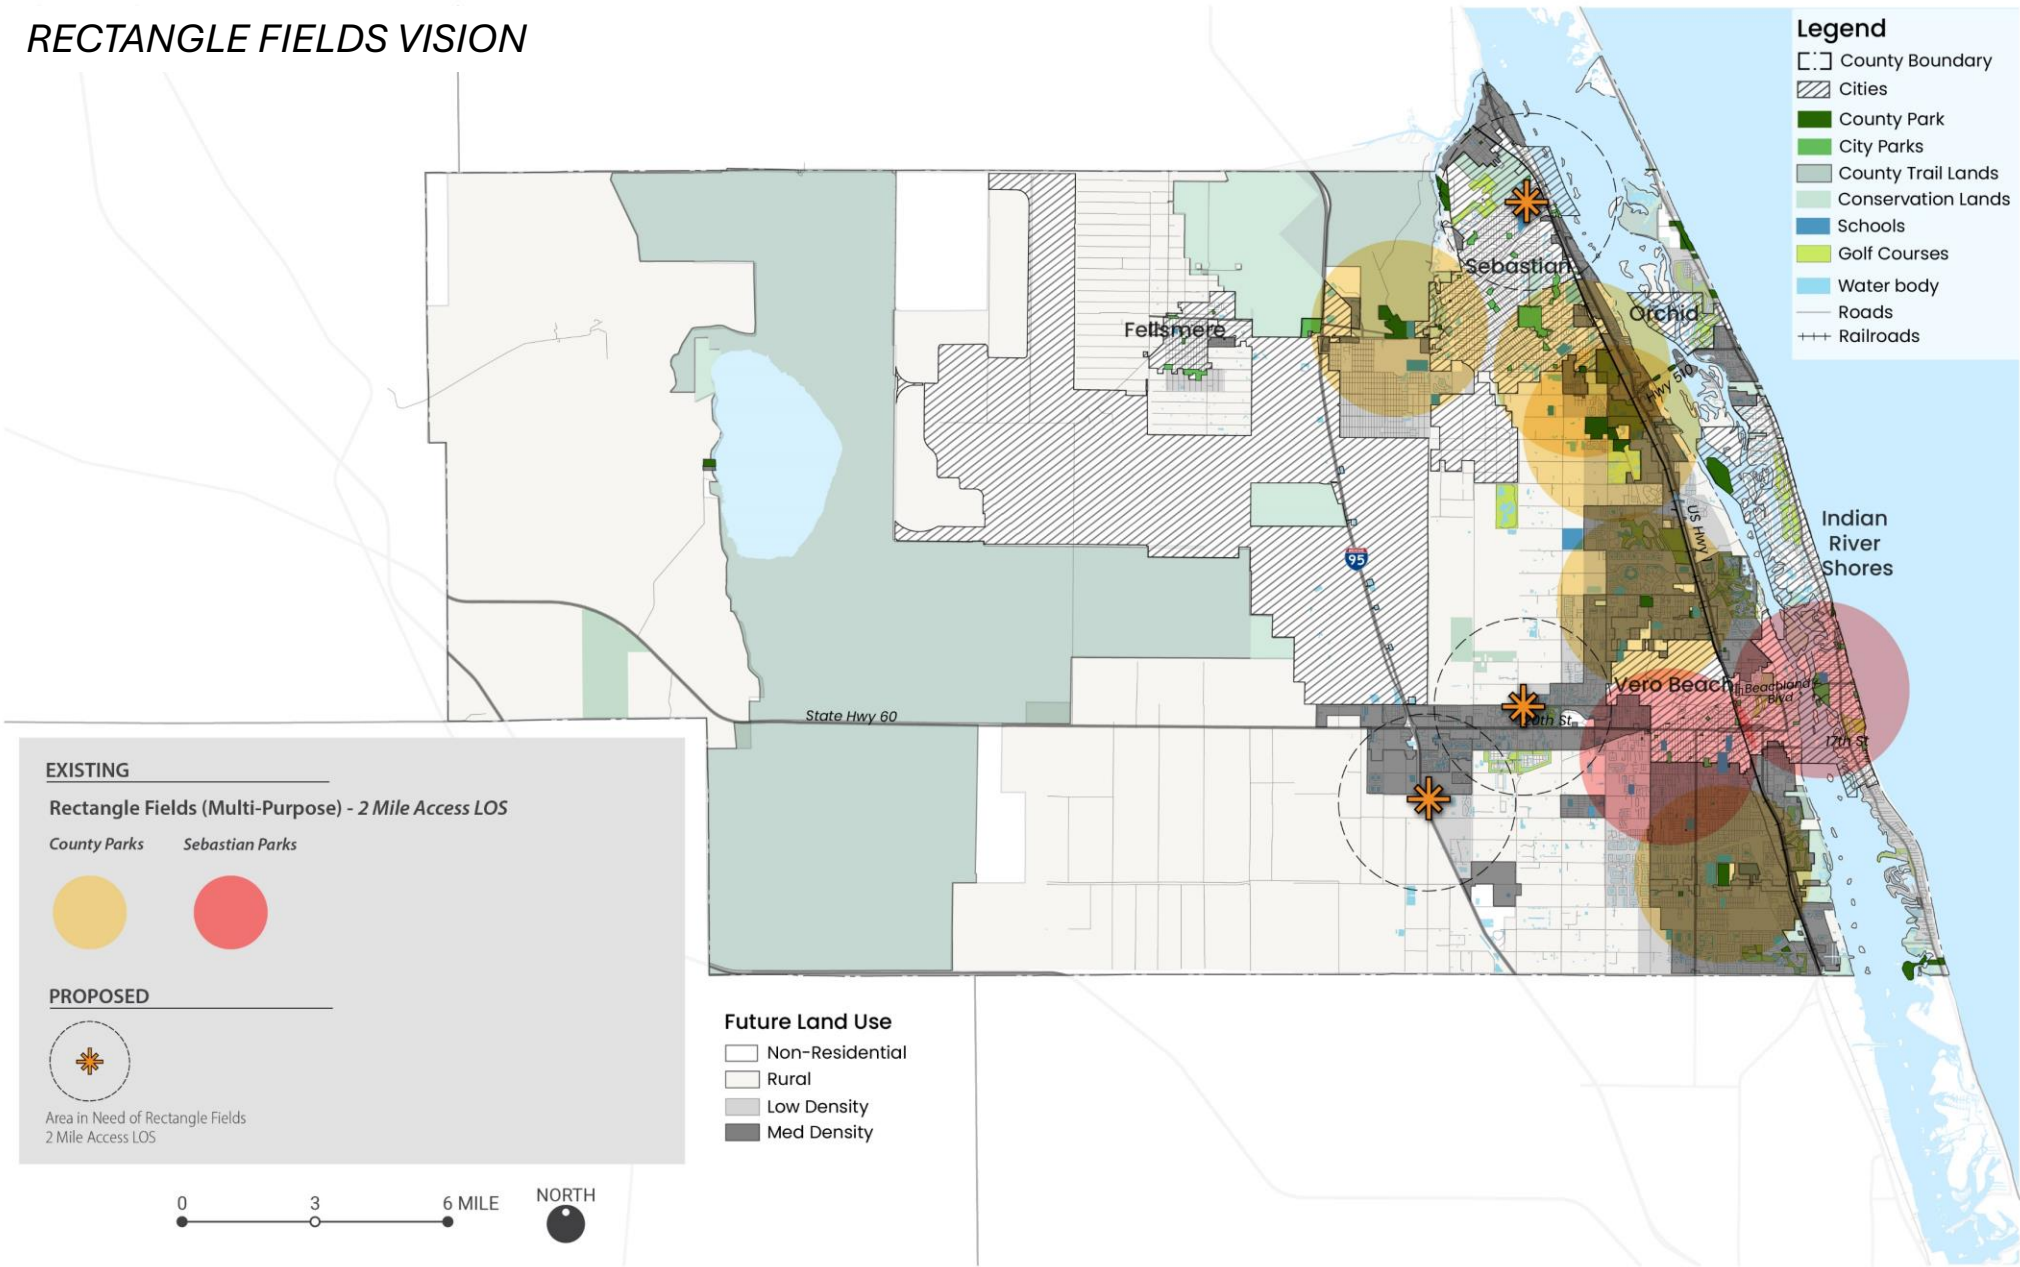 RECTANGLE FIELDS VISION
Legend
County Boundary
Cities
County Park
City Parks
County Trail Lands
Conservation Lands
Schools
Golf Courses
Water body
Roads
Railroads
Sebastian
Orchid
Fellsmere
Hwy 510
US Hwy 1
Indian
River
Shores
95
Vero Beach
Beachland
Blvd
State Hwy 60
20th St.
17th St
EXISTING
Rectangle Fields (Multi-Purpose) - 2 Mile Access LOS
County Parks Sebastian Parks
PROPOSED
Area in Need of Rectangle Fields
2 Mile Access LOS
Future Land Use
Non-Residential
Rural
Low Density
Med Density
0 3 6 MILE
NORTH